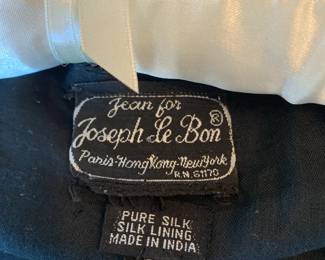 Jean for
Joseph Le Bon ®
Paris-Hong Kong-New York
R.N. 61170
PURE SILK
SILK LINING
MADE IN INDIA